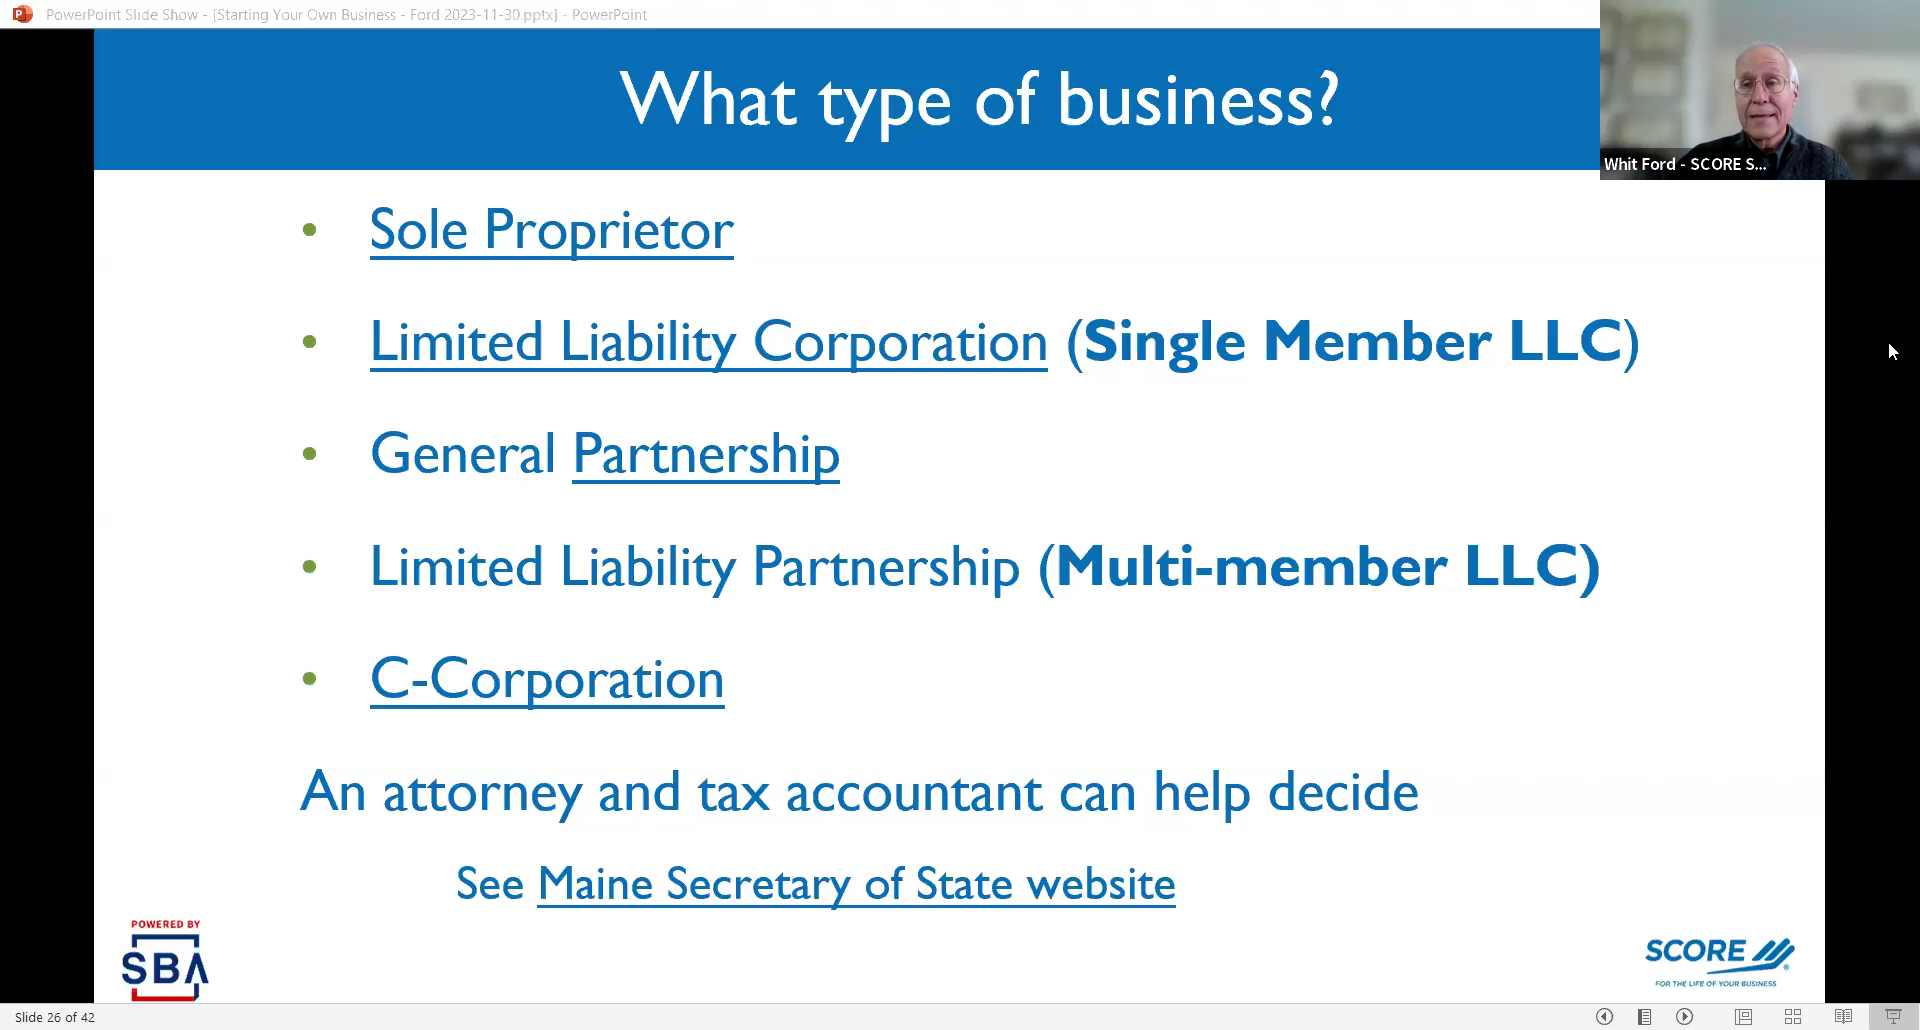 PowerPoint Slide Show - [Starting Your Own Business - Ford 2023-11-30.pptx] - PowerPoint
What type of business?
Whit Ford - SCORE S...
• Sole Proprietor
• Limited Liability Corporation (Single Member LLC)
• General Partnership
• Limited Liability Partnership (Multi-member LLC)
• C-Corporation
An attorney and tax accountant can help decide
See Maine Secretary of State website
POWERED BY
SBA
SCORE
FOR THE LIFE OF YOUR BUSINESS
Slide 26 of 42